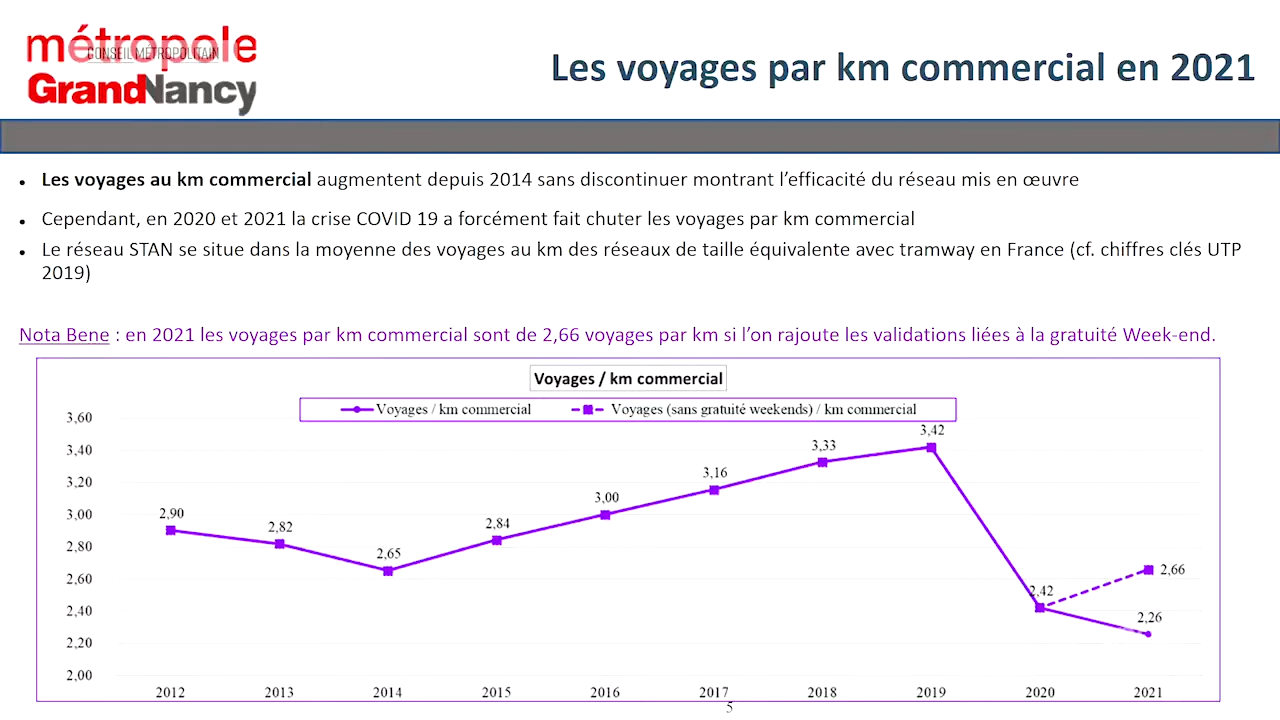 métropole
CONSEIL MÉTROPOLITAIN
GrandNancy
Les voyages par km commercial en 2021
• Les voyages au km commercial augmentent depuis 2014 sans discontinuer montrant l’efficacité du réseau mis en œuvre
• Cependant, en 2020 et 2021 la crise COVID 19 a forcément fait chuter les voyages par km commercial
• Le réseau STAN se situe dans la moyenne des voyages au km des réseaux de taille équivalente avec tramway en France (cf. chiffres clés UTP
2019)
Nota Bene : en 2021 les voyages par km commercial sont de 2,66 voyages par km si l’on rajoute les validations liées à la gratuité Week-end.
Voyages / km commercial
Voyages / km commercial Voyages (sans gratuité weekends) / km commercial
3,60
3,40
3,20
3,00
2,80
2,60
2,40
2,20
2,00
2,90
2,82
2,65
2,84
3,00
3,16
3,33
3,42
2,42
2,66
2,26
2012 2013 2014 2015 2016 2017 2018 2019 2020 2021
5